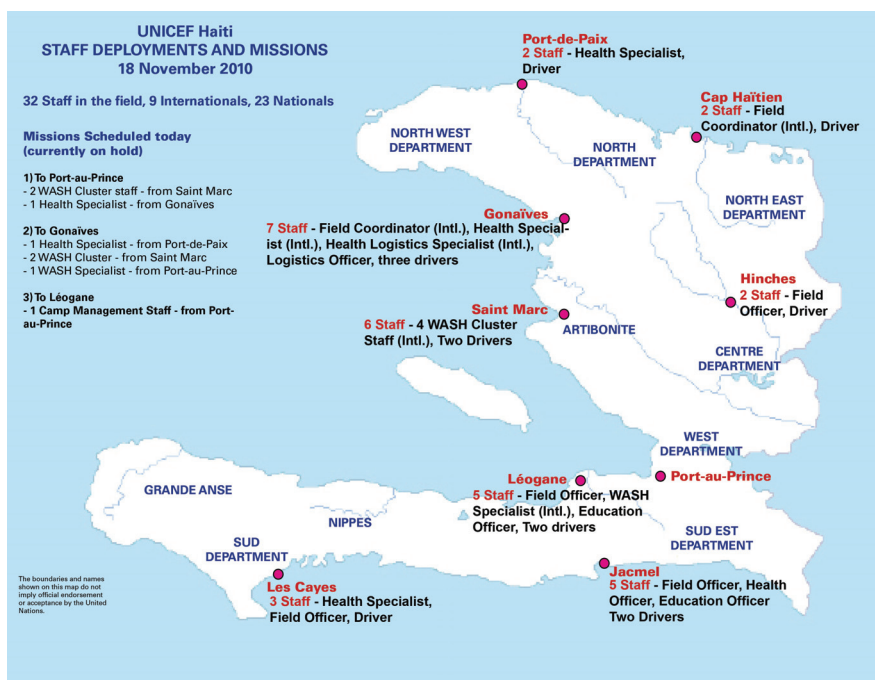 UNICEF Haiti
STAFF DEPLOYMENTS AND MISSIONS
18 November 2010
32 Staff in the field, 9 Internationals, 23 Nationals
Missions Scheduled today
(currently on hold)
1) To Port-au-Prince
- 2 WASH Cluster staff - from Saint Marc
- 1 Health Specialist - from Gonaïves
2) To Gonaïves
- 1 Health Specialist - from Port-de-Paix
- 2 WASH Cluster - from Saint Marc
- 1 WASH Specialist - from Port-au-Prince
3) To Léogane
- 1 Camp Management Staff - from Port-
au-Prince
Port-de-Paix
2 Staff - Health Specialist,
Driver
Cap Haïtien
2 Staff - Field
Coordinator (Intl.), Driver
NORTH WEST
DEPARTMENT
NORTH
DEPARTMENT
NORTH EAST
DEPARTMENT
Gonaïves
7 Staff - Field Coordinator (Intl.), Health Special-
ist (Intl.), Health Logistics Specialist (Intl.),
Logistics Officer, three drivers
Hinches
2 Staff - Field
Officer, Driver
Saint Marc
6 Staff - 4 WASH Cluster
Staff (Intl.), Two Drivers
ARTIBONITE
CENTRE
DEPARTMENT
WEST
DEPARTMENT
Port-au-Prince
Léogane
5 Staff - Field Officer, WASH
Specialist (Intl.), Education
Officer, Two drivers
GRANDE ANSE
NIPPES
SUD
DEPARTMENT
SUD EST
DEPARTMENT
Jacmel
5 Staff - Field Officer, Health
Officer, Education Officer
Two Drivers
Les Cayes
3 Staff - Health Specialist,
Field Officer, Driver
The boundaries and names
shown on this map do not
imply official endorsement
or acceptance by the United
Nations.